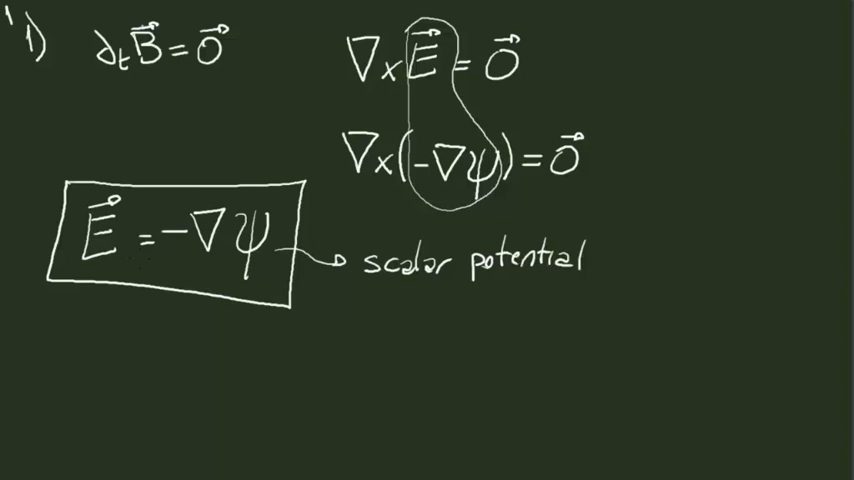 1) ∂ₜB⃗ = 0⃗ ∇×E⃗ = 0⃗
∇×(-∇ψ) = 0⃗
E⃗ = -∇ψ → scalar potential